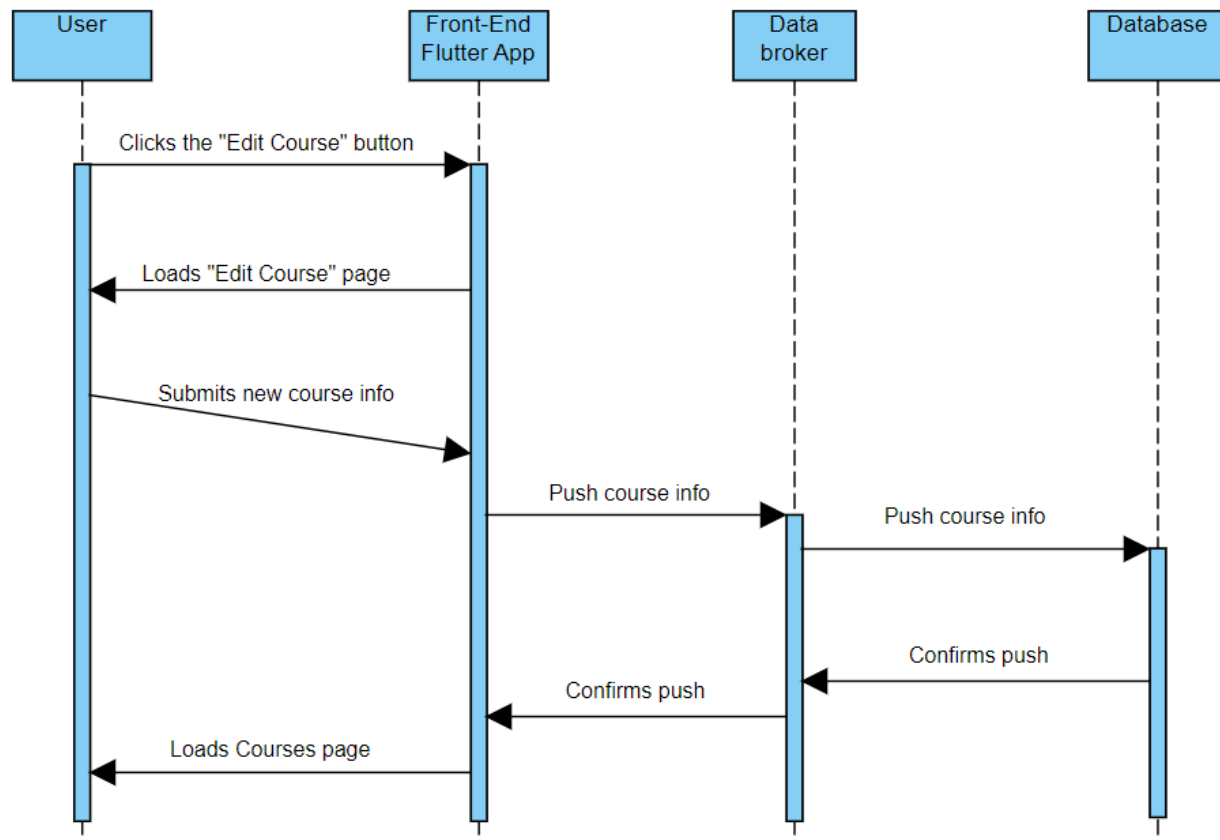 User
Front-End
Flutter App
Data
broker
Database
Clicks the "Edit Course" button
Loads "Edit Course" page
Submits new course info
Push course info
Push course info
Confirms push
Confirms push
Loads Courses page